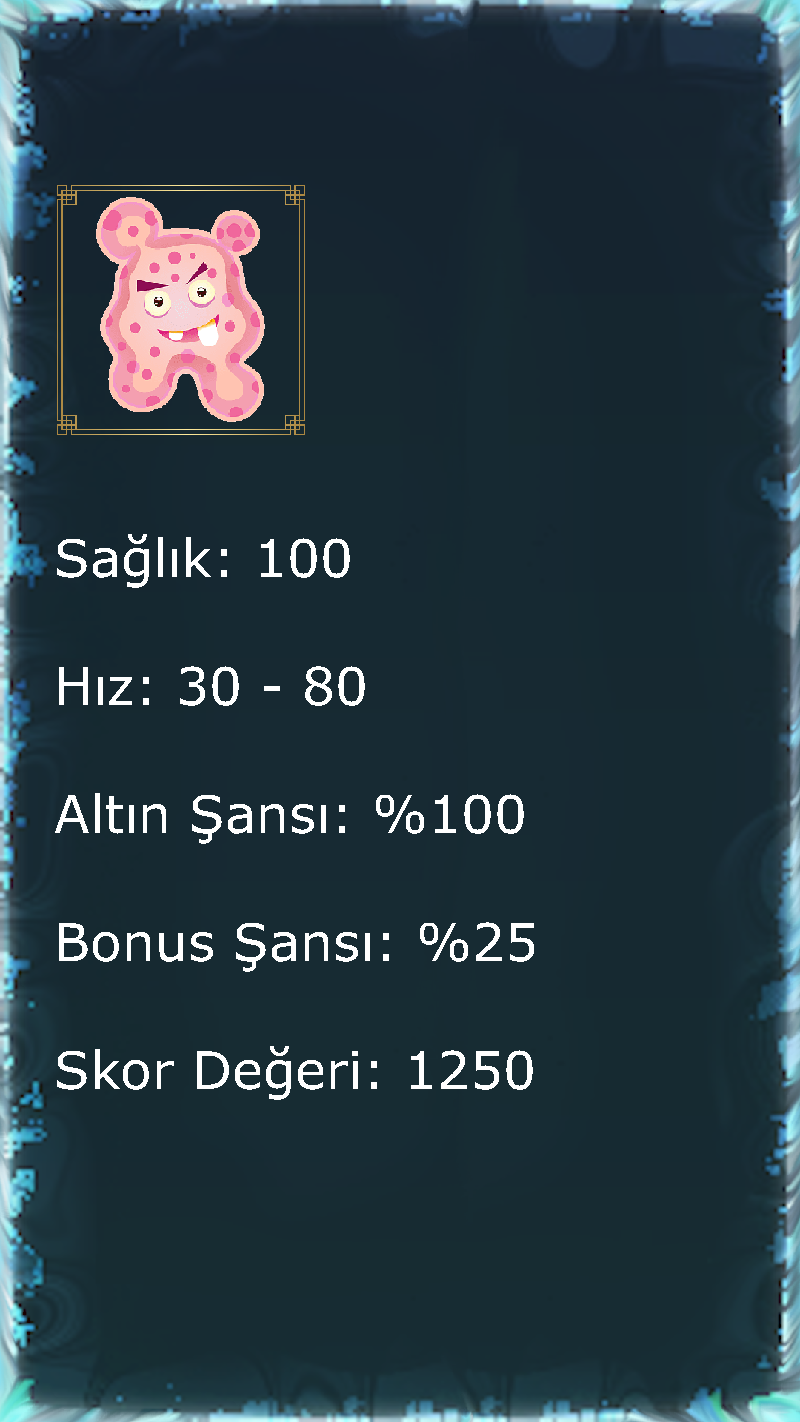 Sağlık: 100
Hız: 30 - 80
Altın Şansı: %100
Bonus Şansı: %25
Skor Değeri: 1250